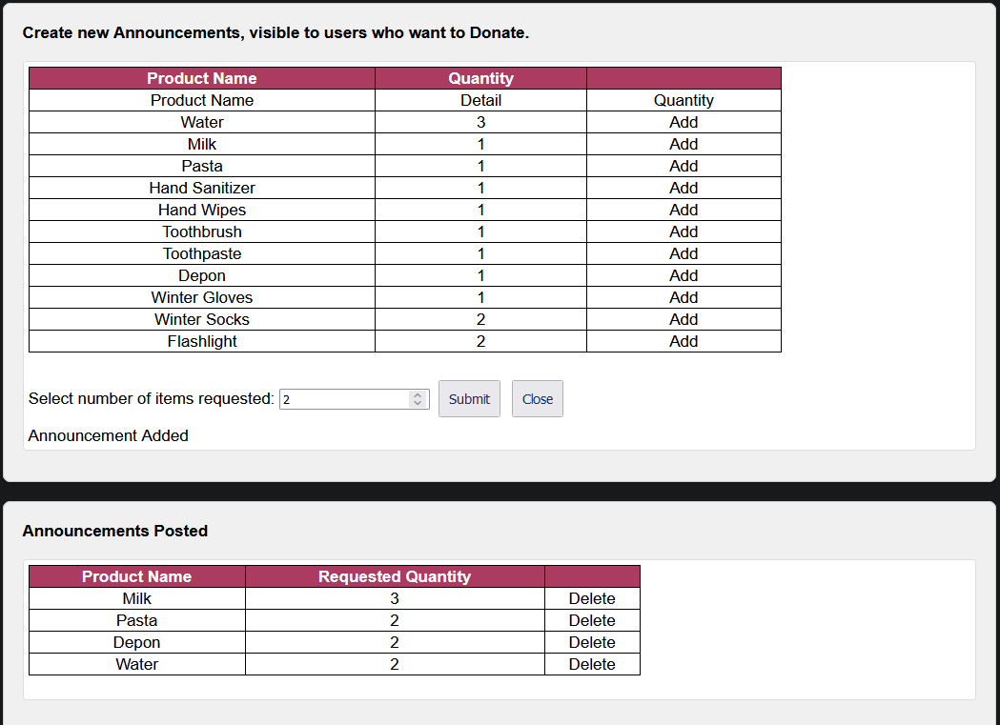 Create new Announcements, visible to users who want to Donate.
Product Name Quantity
Product Name Detail Quantity
Water 3 Add
Milk 1 Add
Pasta 1 Add
Hand Sanitizer 1 Add
Hand Wipes 1 Add
Toothbrush 1 Add
Toothpaste 1 Add
Depon 1 Add
Winter Gloves 1 Add
Winter Socks 2 Add
Flashlight 2 Add
Select number of items requested: 2 Submit Close
Announcement Added
Announcements Posted
Product Name Requested Quantity
Milk 3 Delete
Pasta 2 Delete
Depon 2 Delete
Water 2 Delete